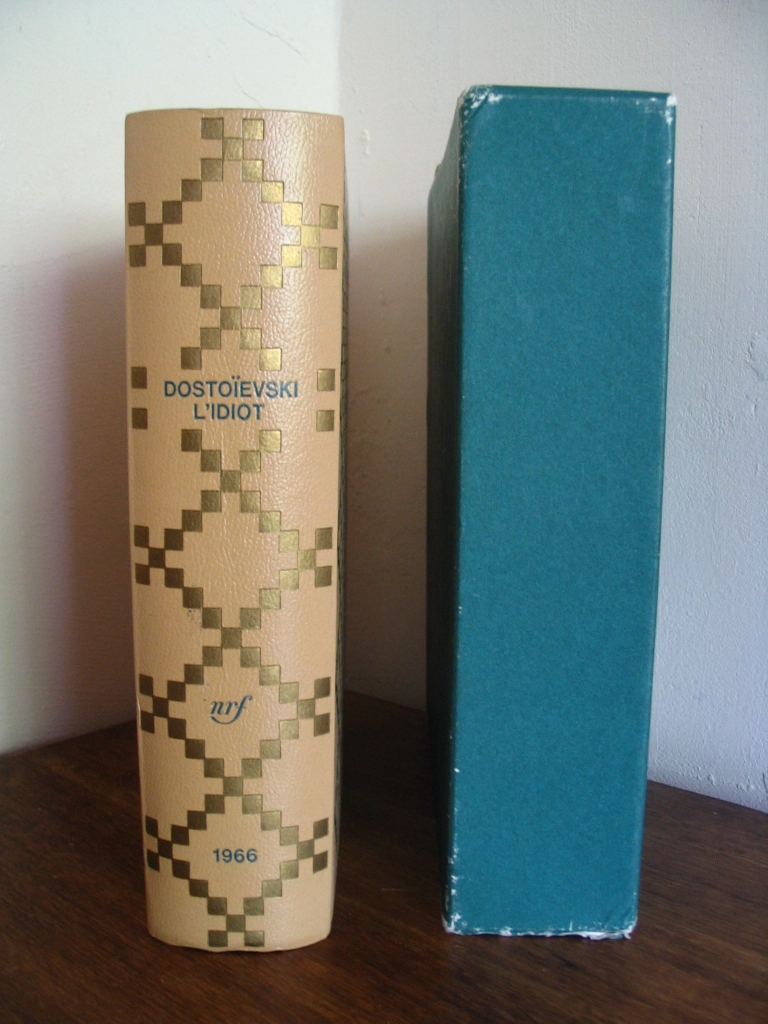 DOSTOÏEVSKI
L'IDIOT
nrf
1966